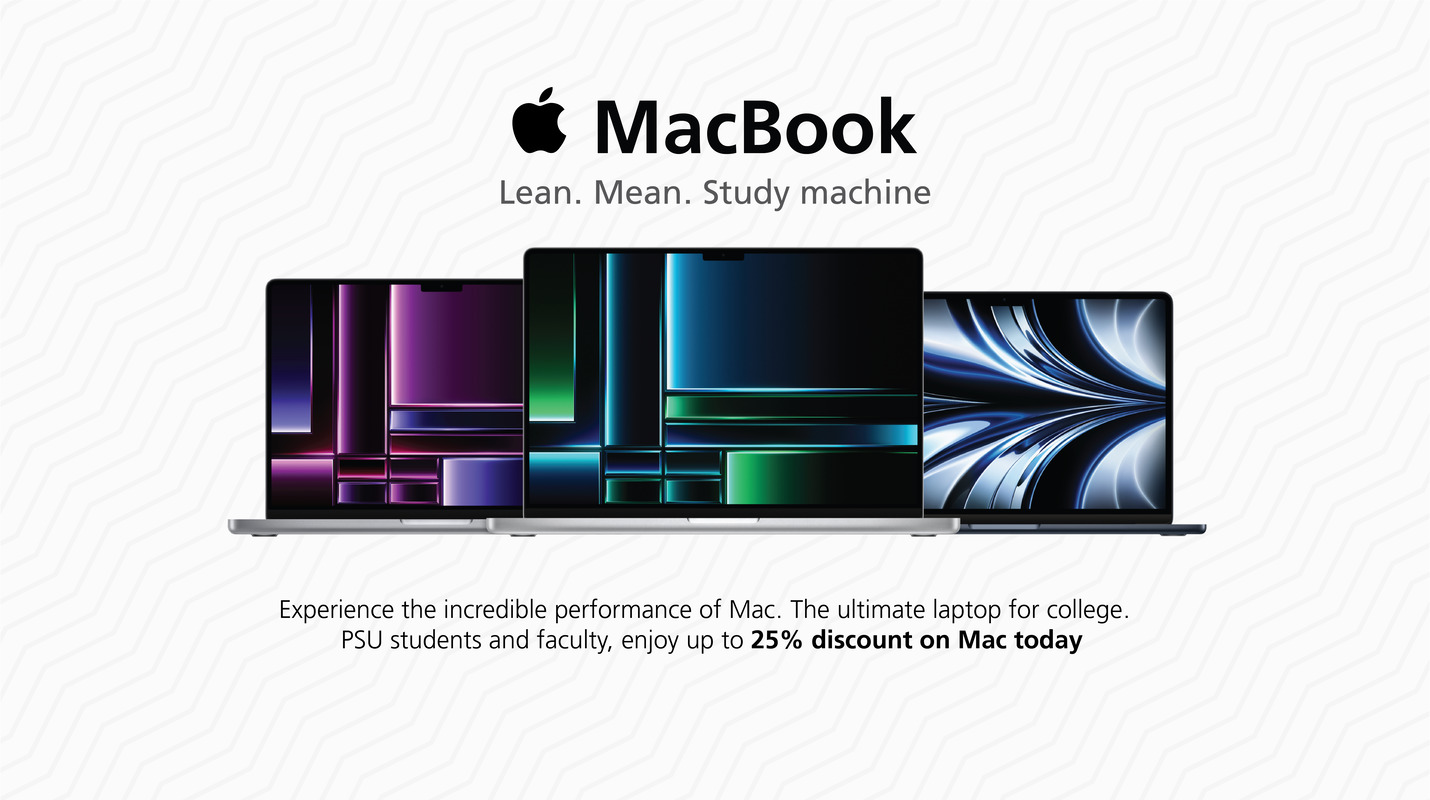 MacBook
Lean. Mean. Study machine
Experience the incredible performance of Mac. The ultimate laptop for college.
PSU students and faculty, enjoy up to 25% discount on Mac today